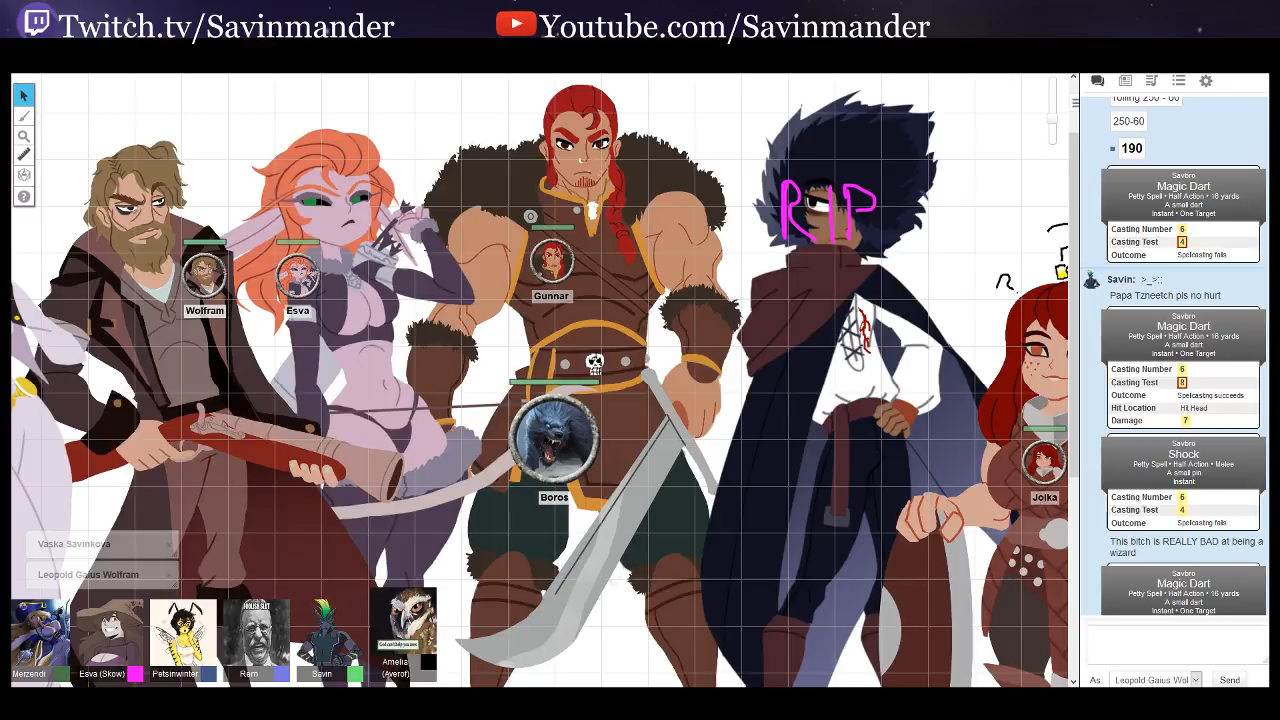 Twitch.tv/Savinmander
Youtube.com/Savinmander
rolling 250 - 60
250-60
190
Savbro
Magic Dart
Petty Spell • Half Action • 16 yards
A small dart
Instant • One Target
Casting Number 6
Casting Test 4
Outcome Spellcasting fails
Savin: >_>;;
Papa Tzneetch pls no hurt
Savbro
Magic Dart
Petty Spell • Half Action • 16 yards
A small dart
Instant • One Target
Casting Number 6
Casting Test 8
Outcome Spellcasting succeeds
Hit Location Hit Head
Damage 7
Savbro
Shock
Petty Spell • Half Action • Melee
A small pin
Instant
Casting Number 6
Casting Test 4
Outcome Spellcasting fails
This bitch is REALLY BAD at being a
wizard
Savbro
Magic Dart
Petty Spell • Half Action • 16 yards
A small dart
Instant • One Target
As: Leopold Gaius Wol
Send
RIP
Wolfram
Esva
Gunnar
Boros
Jolka
Vaska Savinkova
Leopold Gaius Wolfram
Merzendi
Esva (Skow)
Petsinwinter
Rem
Savin
Amelia
(Averof)